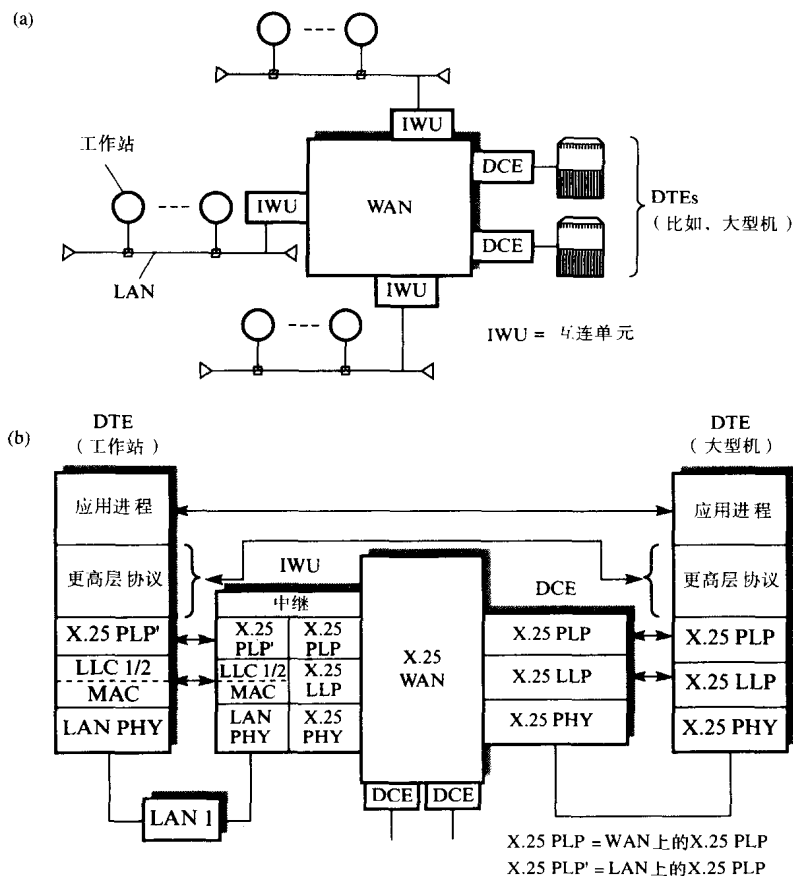 (a)
IWU
工作站
DCE
IWU
WAN
DTEs
(比如、大型机)
DCE
LAN
IWU
IWU = 互连单元
(b)
DTE
(工作站)
DTE
(大型机)
应用进程
应用进程
IWU
更高层协议
更高层协议
DCE
中继
X.25 PLP'
X.25 PLP'
X.25 PLP
X.25 WAN
X.25 PLP
X.25 PLP
LLC 1/2
LLC 1/2
X.25 LLP
X.25 LLP
X.25 LLP
MAC
MAC
LAN PHY
LAN PHY
X.25 PHY
X.25 PHY
X.25 PHY
DCE
DCE
LAN 1
X.25 PLP =WAN上的X.25 PLP
X.25 PLP' =LAN上的X.25 PLP